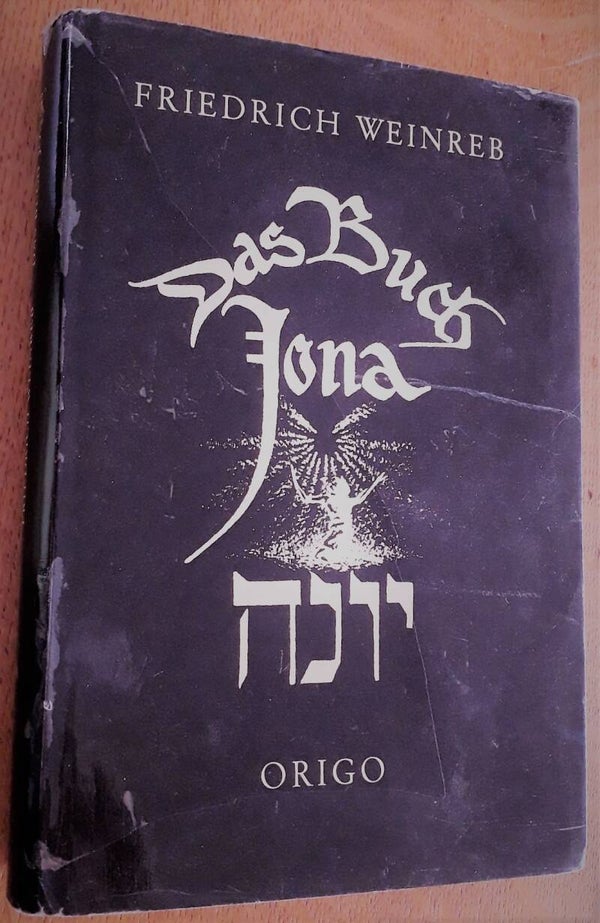 FRIEDRICH WEINREB
Das Buch
Jona
יונה
ORIGO